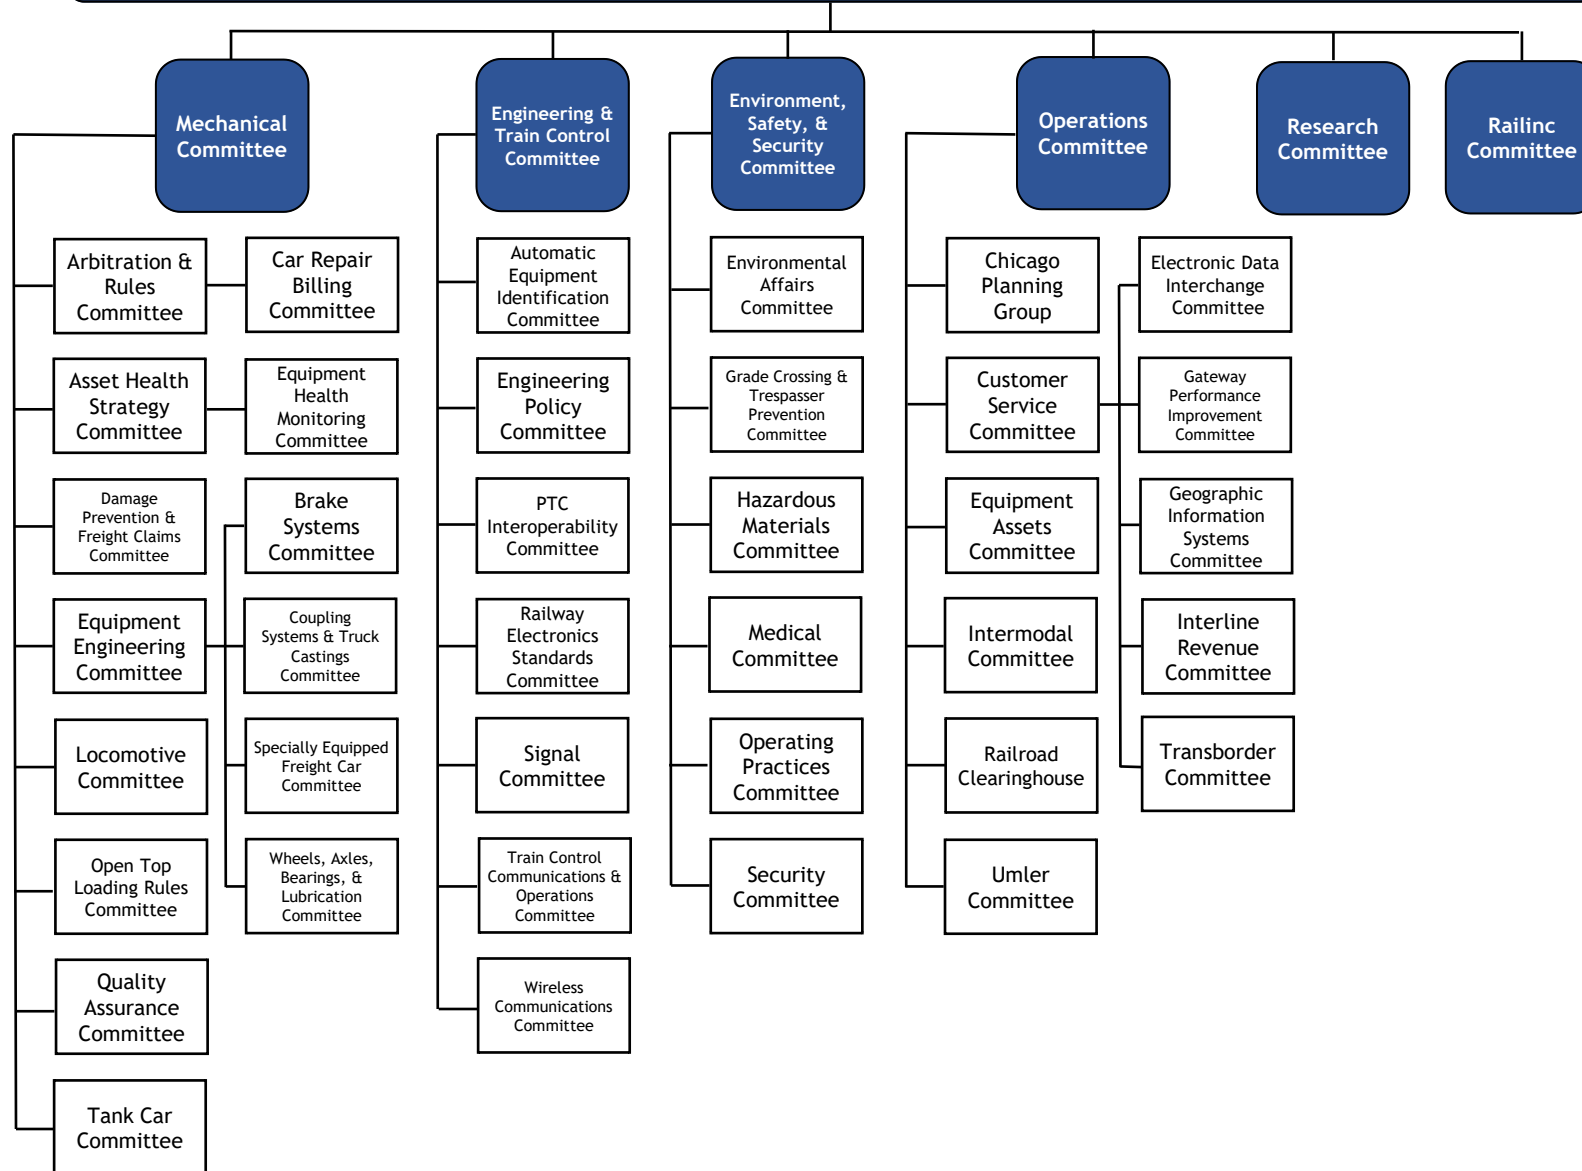 Mechanical
Committee
Engineering &
Train Control
Committee
Environment,
Safety, &
Security
Committee
Operations
Committee
Research
Committee
Railinc
Committee
Arbitration &
Rules
Committee
Car Repair
Billing
Committee
Asset Health
Strategy
Committee
Equipment
Health
Monitoring
Committee
Damage
Prevention &
Freight Claims
Committee
Brake
Systems
Committee
Equipment
Engineering
Committee
Coupling
Systems & Truck
Castings
Committee
Locomotive
Committee
Specially Equipped
Freight Car
Committee
Open Top
Loading Rules
Committee
Wheels, Axles,
Bearings, &
Lubrication
Committee
Quality
Assurance
Committee
Tank Car
Committee
Automatic
Equipment
Identification
Committee
Engineering
Policy
Committee
PTC
Interoperability
Committee
Railway
Electronics
Standards
Committee
Signal
Committee
Train Control
Communications &
Operations
Committee
Wireless
Communications
Committee
Environmental
Affairs
Committee
Grade Crossing &
Trespasser
Prevention
Committee
Hazardous
Materials
Committee
Medical
Committee
Operating
Practices
Committee
Security
Committee
Chicago
Planning
Group
Customer
Service
Committee
Equipment
Assets
Committee
Intermodal
Committee
Railroad
Clearinghouse
Umler
Committee
Electronic Data
Interchange
Committee
Gateway
Performance
Improvement
Committee
Geographic
Information
Systems
Committee
Interline
Revenue
Committee
Transborder
Committee